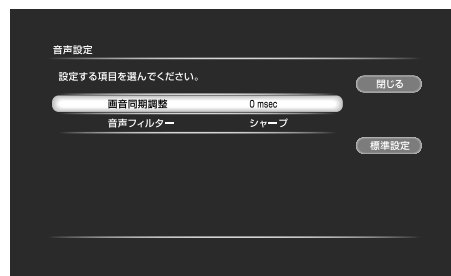 音声設定
設定する項目を選んでください。
閉じる
画音同期調整 0 msec
音声フィルター シャープ
標準設定